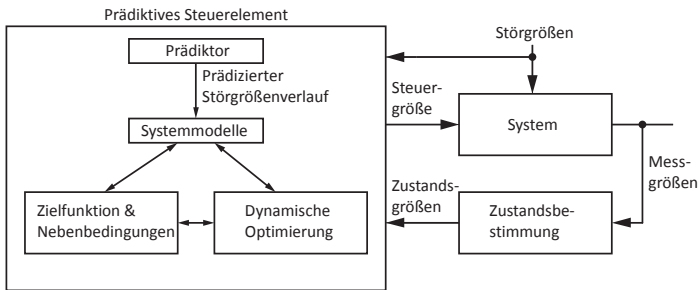 Prädiktives Steuerelement
Prädiktor
Prädizierter
Störgrößenverlauf
Systemmodelle
Zielfunktion &
Nebenbedingungen
Dynamische
Optimierung
Störgrößen
Steuer-
größe
System
Mess-
größen
Zustands-
größen
Zustandsbe-
stimmung